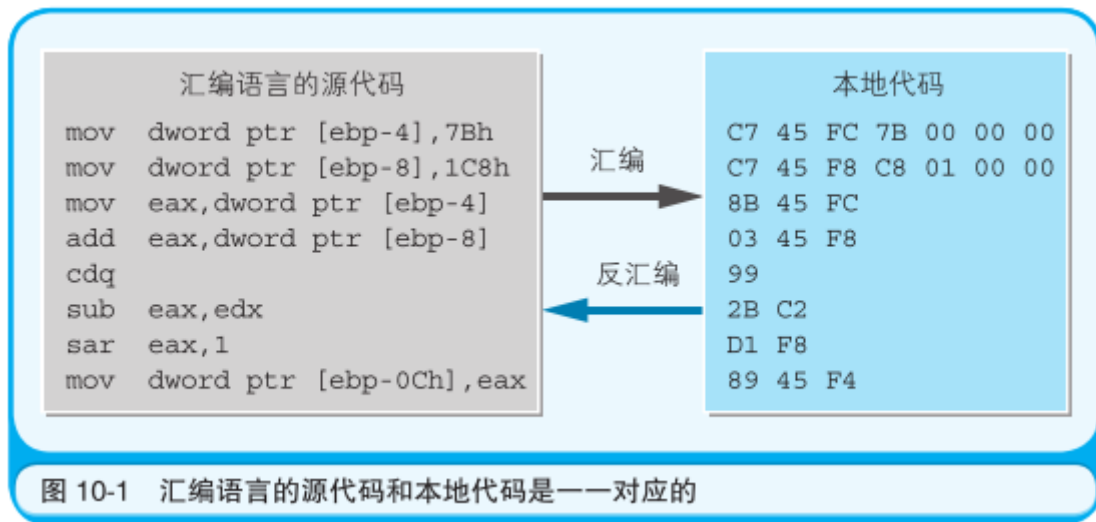 汇编语言的源代码
mov dword ptr [ebp-4],7Bh
mov dword ptr [ebp-8],1C8h
mov eax,dword ptr [ebp-4]
add eax,dword ptr [ebp-8]
cdq
sub eax,edx
sar eax,1
mov dword ptr [ebp-0Ch],eax
汇编
反汇编
本地代码
C7 45 FC 7B 00 00 00
C7 45 F8 C8 01 00 00
8B 45 FC
03 45 F8
99
2B C2
D1 F8
89 45 F4
图 10-1 汇编语言的源代码和本地代码是一一对应的